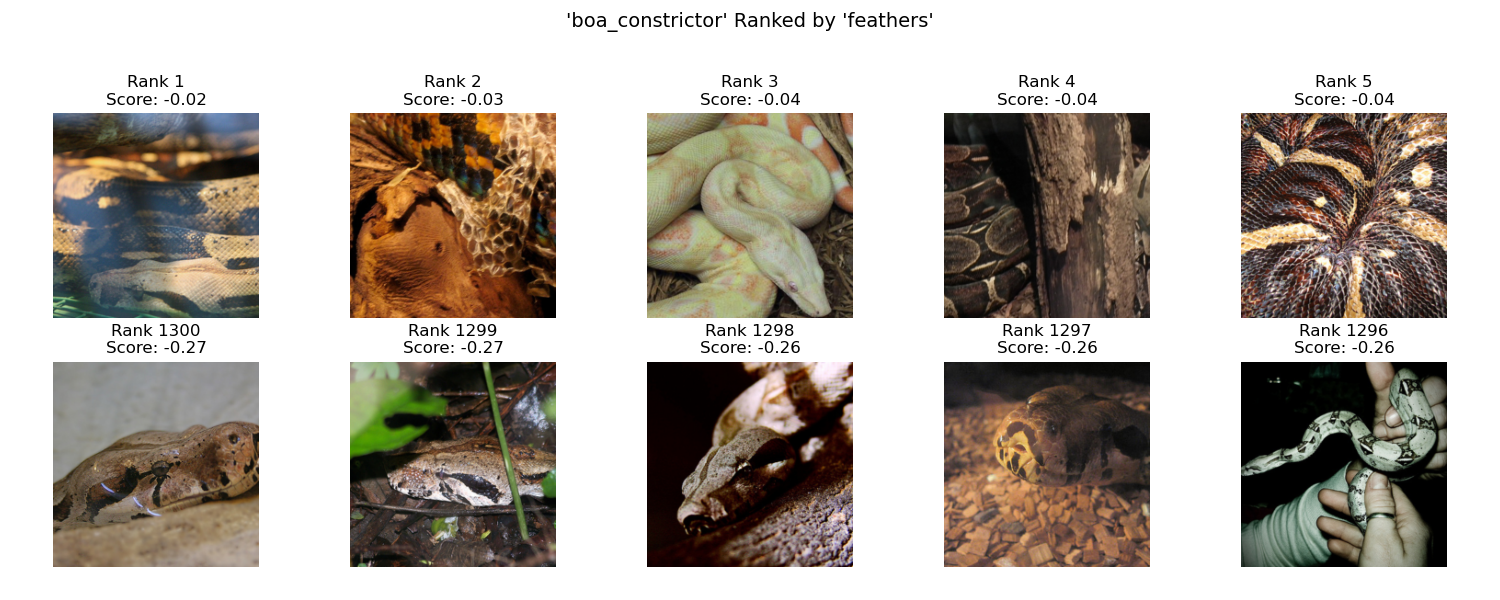 'boa_constrictor' Ranked by 'feathers'
Rank 1
Score: -0.02
Rank 2
Score: -0.03
Rank 3
Score: -0.04
Rank 4
Score: -0.04
Rank 5
Score: -0.04
Rank 1300
Score: -0.27
Rank 1299
Score: -0.27
Rank 1298
Score: -0.26
Rank 1297
Score: -0.26
Rank 1296
Score: -0.26